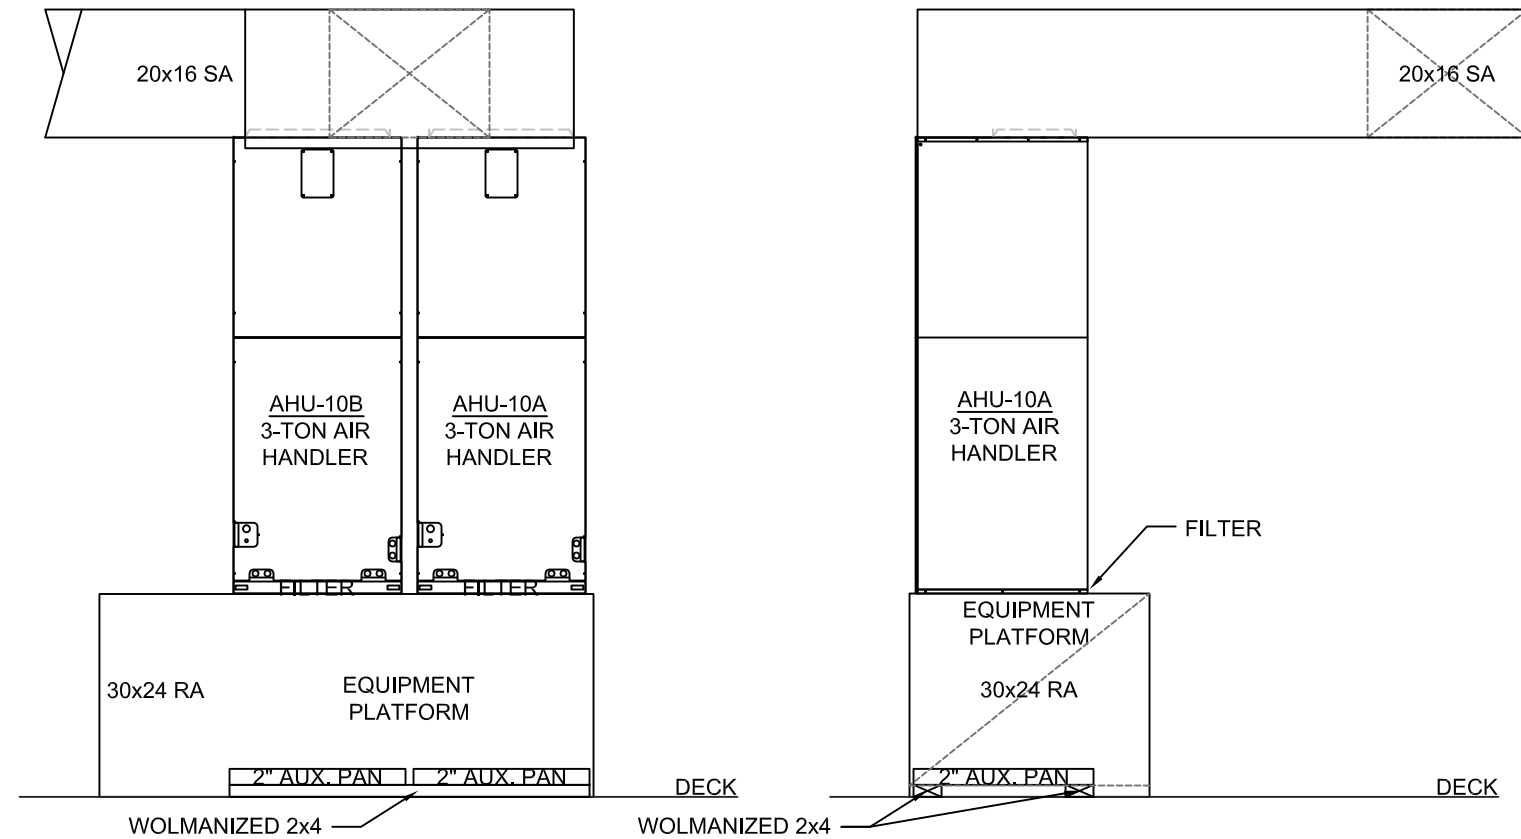 20x16 SA
20x16 SA
AHU-10B
3-TON AIR
HANDLER
AHU-10A
3-TON AIR
HANDLER
AHU-10A
3-TON AIR
HANDLER
FILTER
FILTER
FILTER
EQUIPMENT
PLATFORM
30x24 RA
EQUIPMENT
PLATFORM
30x24 RA
2" AUX. PAN
2" AUX. PAN
DECK
2" AUX. PAN
DECK
WOLMANIZED 2x4
WOLMANIZED 2x4